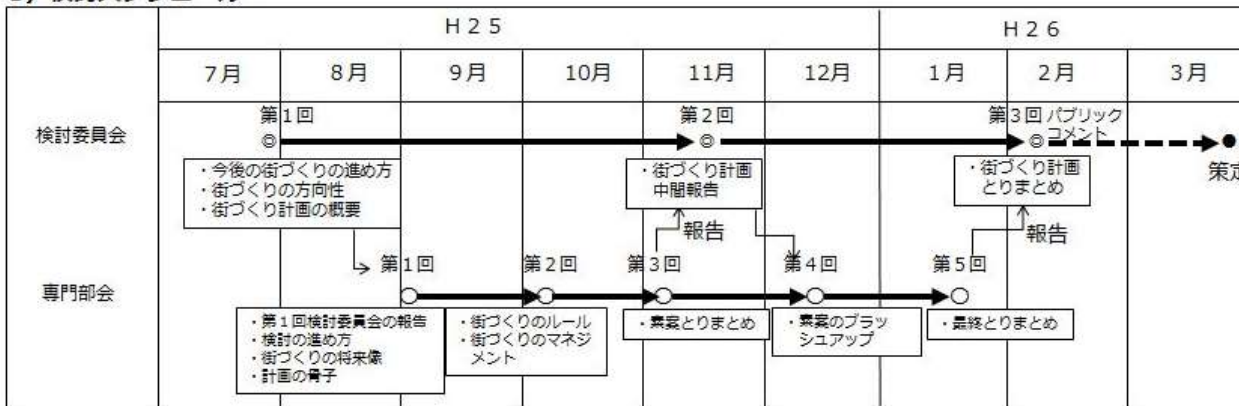 Ｈ２５
Ｈ２６
７月
８月
９月
10月
11月
12月
１月
２月
３月
検討委員会
第１回
第２回
第３回
パブリック
コメント
策定
・今後の街づくりの進め方
・街づくりの方向性
・街づくり計画の概要
・街づくり計画
中間報告
・街づくり計画
とりまとめ
報告
報告
専門部会
第１回
第２回
第３回
第４回
第５回
・第１回検討委員会の報告
・検討の進め方
・街づくりの将来像
・計画の骨子
・街づくりのルール
・街づくりのマネジ
メント
・素案とりまとめ
・素案のブラッ
シュアップ
・最終とりまとめ